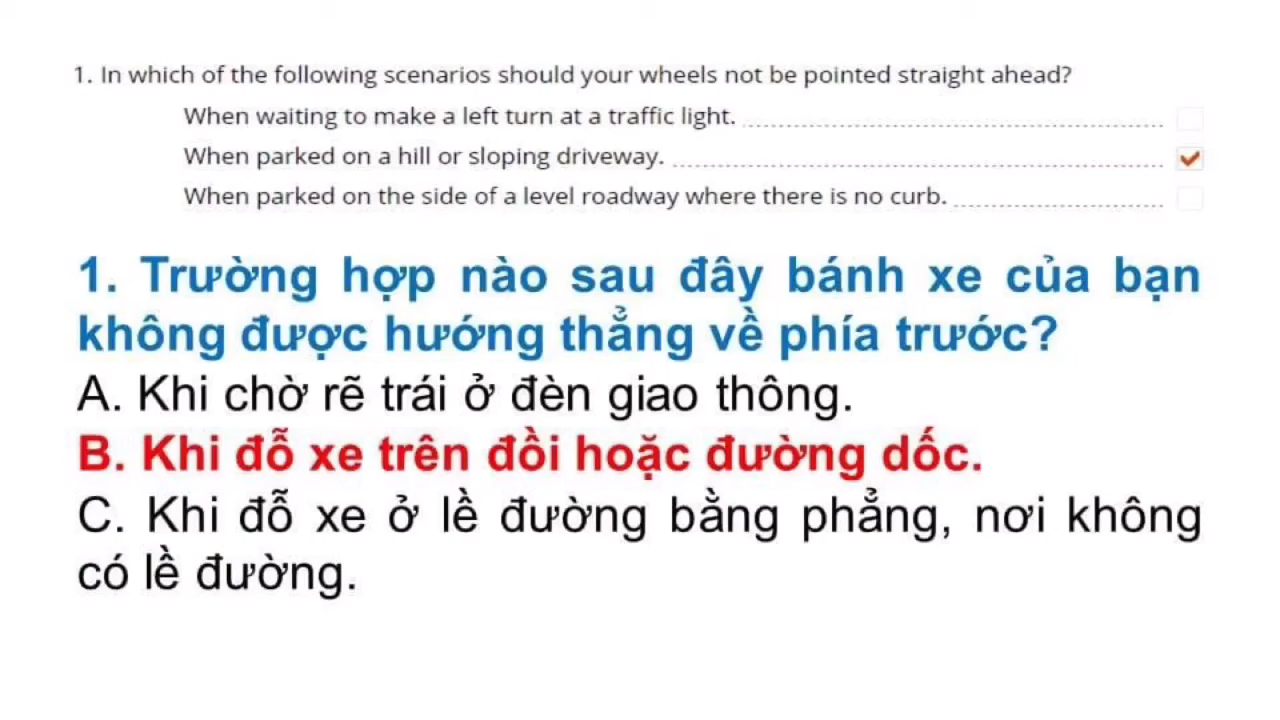 1. In which of the following scenarios should your wheels not be pointed straight ahead?
When waiting to make a left turn at a traffic light.
When parked on a hill or sloping driveway.
When parked on the side of a level roadway where there is no curb.
1. Trường hợp nào sau đây bánh xe của bạn
không được hướng thẳng về phía trước?
A. Khi chờ rẽ trái ở đèn giao thông.
B. Khi đỗ xe trên đồi hoặc đường dốc.
C. Khi đỗ xe ở lề đường bằng phẳng, nơi không
có lề đường.